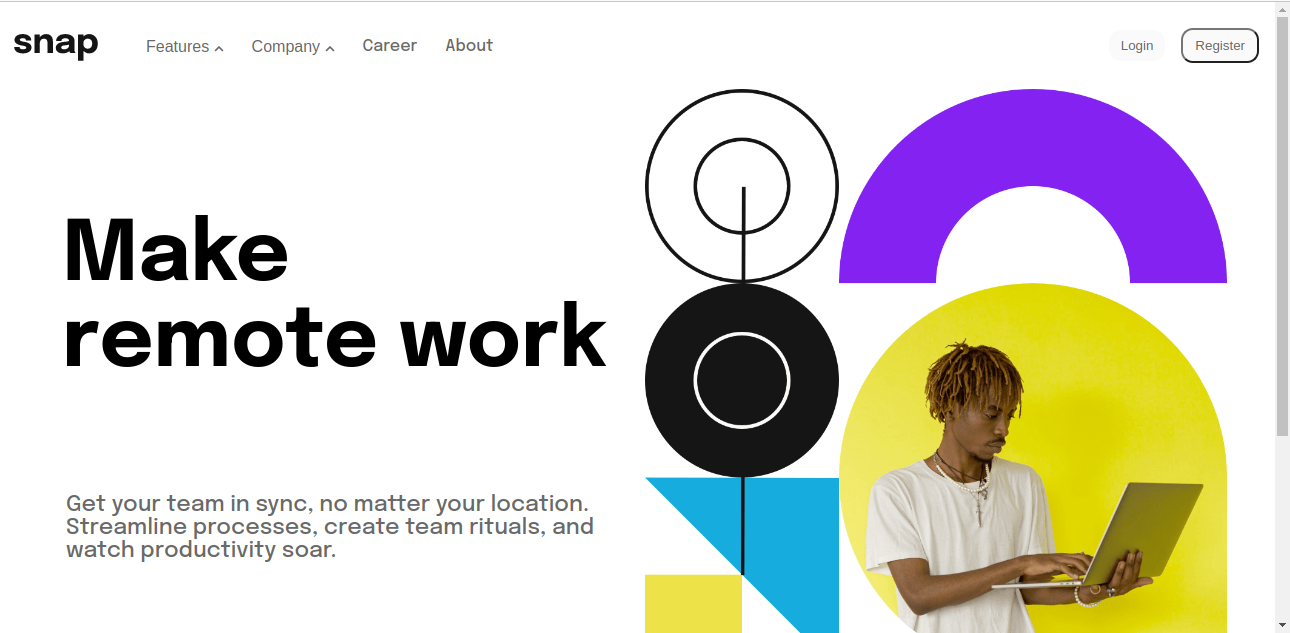 snap
Features
Company
Career
About
Login
Register
Make
remote work
Get your team in sync, no matter your location.
Streamline processes, create team rituals, and
watch productivity soar.